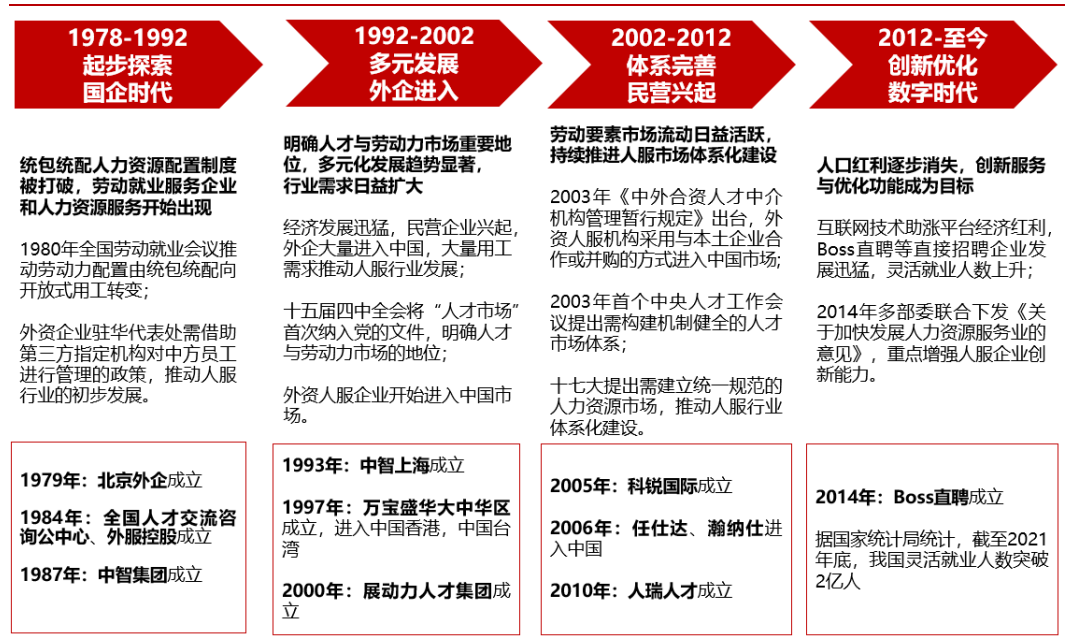 1978-1992
起步探索
国企时代
统包统配人力资源配置制度
被打破，劳动就业服务企业
和人力资源服务开始出现
1980年全国劳动就业会议推
动劳动力配置由统包统配向
开放式用工转变；
外资企业驻华代表处需借助
第三方指定机构对中方员工
进行管理的政策，推动人服
行业的初步发展。
1979年：北京外企成立
1984年：全国人才交流咨
询公中心、外服控股成立
1987年：中智集团成立
1992-2002
多元发展
外企进入
明确人才与劳动力市场重要地
位，多元化发展趋势显著，
行业需求日益扩大
经济发展迅猛，民营企业兴起，
外企大量进入中国，大量用工
需求推动人服行业发展；
十五届四中全会将“人才市场”
首次纳入党的文件，明确人才
与劳动力市场的地位；
外资人服企业开始进入中国市
场。
1993年：中智上海成立
1997年：万宝盛华大中华区
成立，进入中国香港，中国台
湾
2000年：展动力人才集团成
立
2002-2012
体系完善
民营兴起
劳动要素市场流动日益活跃，
持续推进人服市场体系化建设
2003年《中外合资人才中介
机构管理暂行规定》出台，外
资人服机构采用与本土企业合
作或并购的方式进入中国市场；
2003年首个中央人才工作会
议提出需构建机制健全的人才
市场体系；
十七大提出需建立统一规范的
人力资源市场，推动人服行业
体系化建设。
2005年：科锐国际成立
2006年：任仕达、瀚纳仕进
入中国
2010年：人瑞人才成立
2012-至今
创新优化
数字时代
人口红利逐步消失，创新服务
与优化功能成为目标
互联网技术助涨平台经济红利，
Boss直聘等直接招聘企业发
展迅猛，灵活就业人数上升；
2014年多部委联合下发《关
于加快发展人力资源服务业的
意见》，重点增强人服企业创
新能力。
2014年：Boss直聘成立
据国家统计局统计，截至2021
年底，我国灵活就业人数突破
2亿人